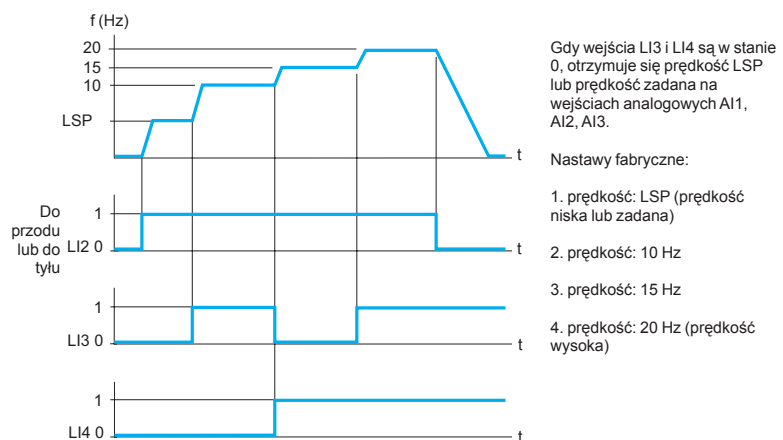 f (Hz)
20
15
10
LSP
t
Do
przodu
lub do
tyłu
1
LI2 0
t
1
LI3 0
t
1
LI4 0
t
Gdy wejścia LI3 i LI4 są w stanie
0, otrzymuje się prędkość LSP
lub prędkość zadana na
wejściach analogowych AI1,
AI2, AI3.
Nastawy fabryczne:
1. prędkość: LSP (prędkość
niska lub zadana)
2. prędkość: 10 Hz
3. prędkość: 15 Hz
4. prędkość: 20 Hz (prędkość
wysoka)